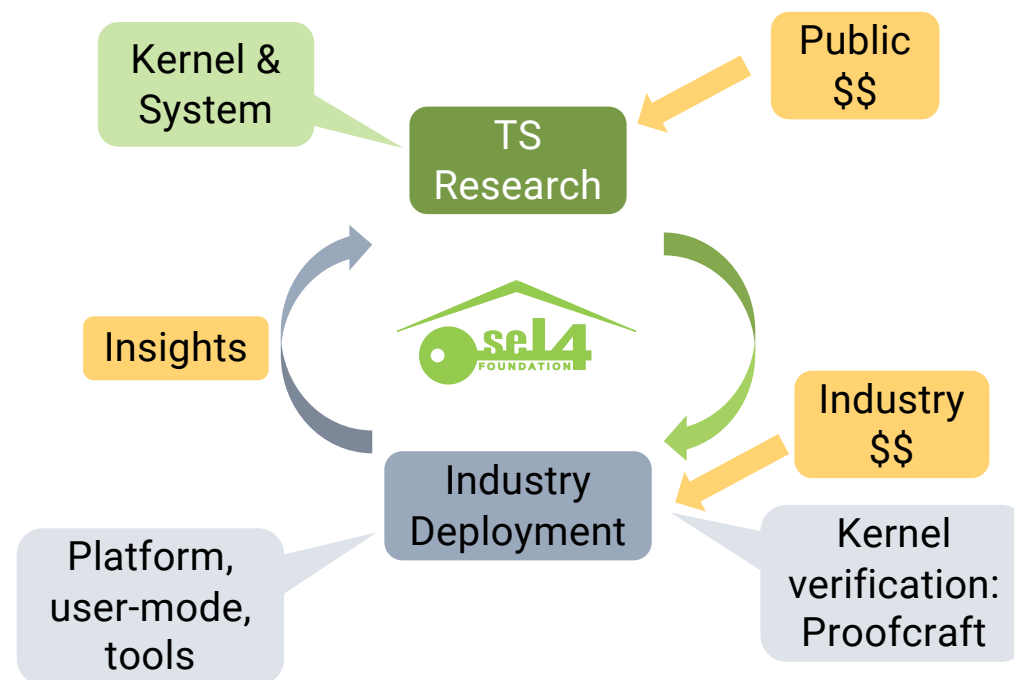 Kernel &
System
Public
$$
TS
Research
Insights
seL4
FOUNDATION
Industry
$$
Industry
Deployment
Platform,
user-mode,
tools
Kernel
verification:
Proofcraft